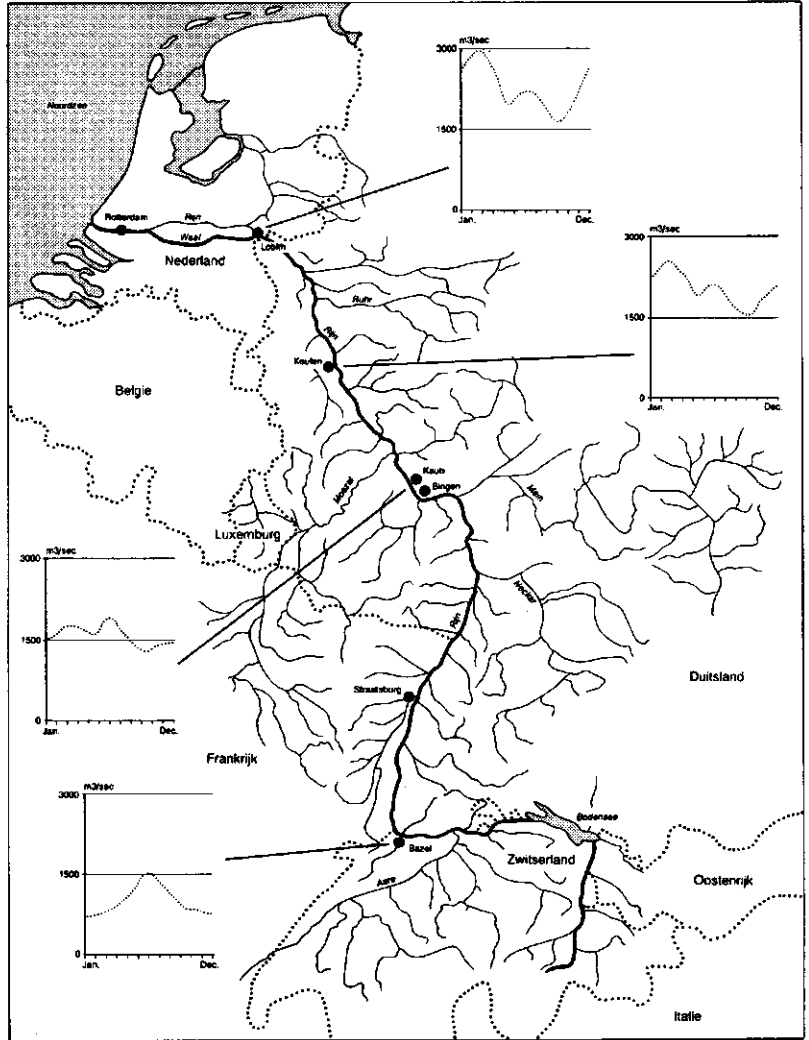 m3/sec
3000
1500
0
Jan.
Dec.
Noordzee
Rotterdam
Rijn
Waal
Lobith
Nederland
m3/sec
3000
1500
0
Jan.
Dec.
Ruhr
Rijn
Keulen
Belgie
Kaub
Bingen
Moezel
Main
Luxemburg
m3/sec
3000
1500
0
Jan.
Dec.
Neckar
Rijn
Duitsland
Straatsburg
Frankrijk
m3/sec
3000
1500
0
Jan.
Dec.
Bodensee
Bazel
Zwitserland
Aare
Oostenrijk
Italie